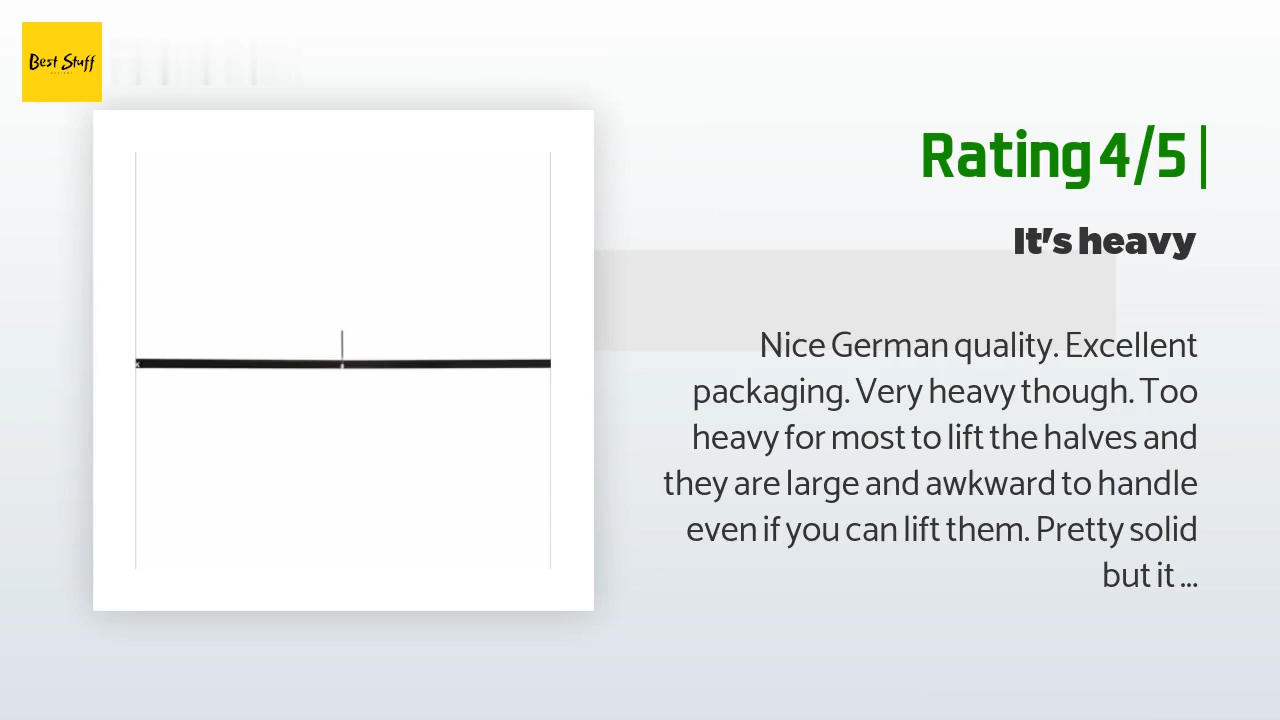 Best Stuff
Rating 4/5 |
It's heavy
Nice German quality. Excellent
packaging. Very heavy though. Too
heavy for most to lift the halves and
they are large and awkward to handle
even if you can lift them. Pretty solid
but it ...